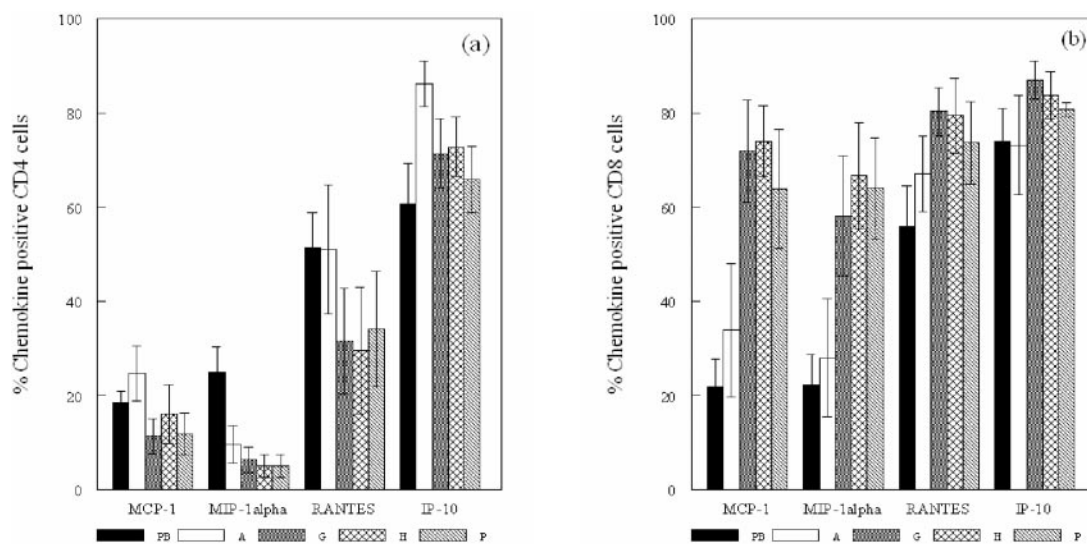 (a)
% Chemokine positive CD4 cells
100
80
60
40
20
0
MCP-1 MIP-1alpha RANTES IP-10
PB A G H P
(b)
% Chemokine positive CD8 cells
100
80
60
40
20
0
MCP-1 MIP-1alpha RANTES IP-10
PB A G H P